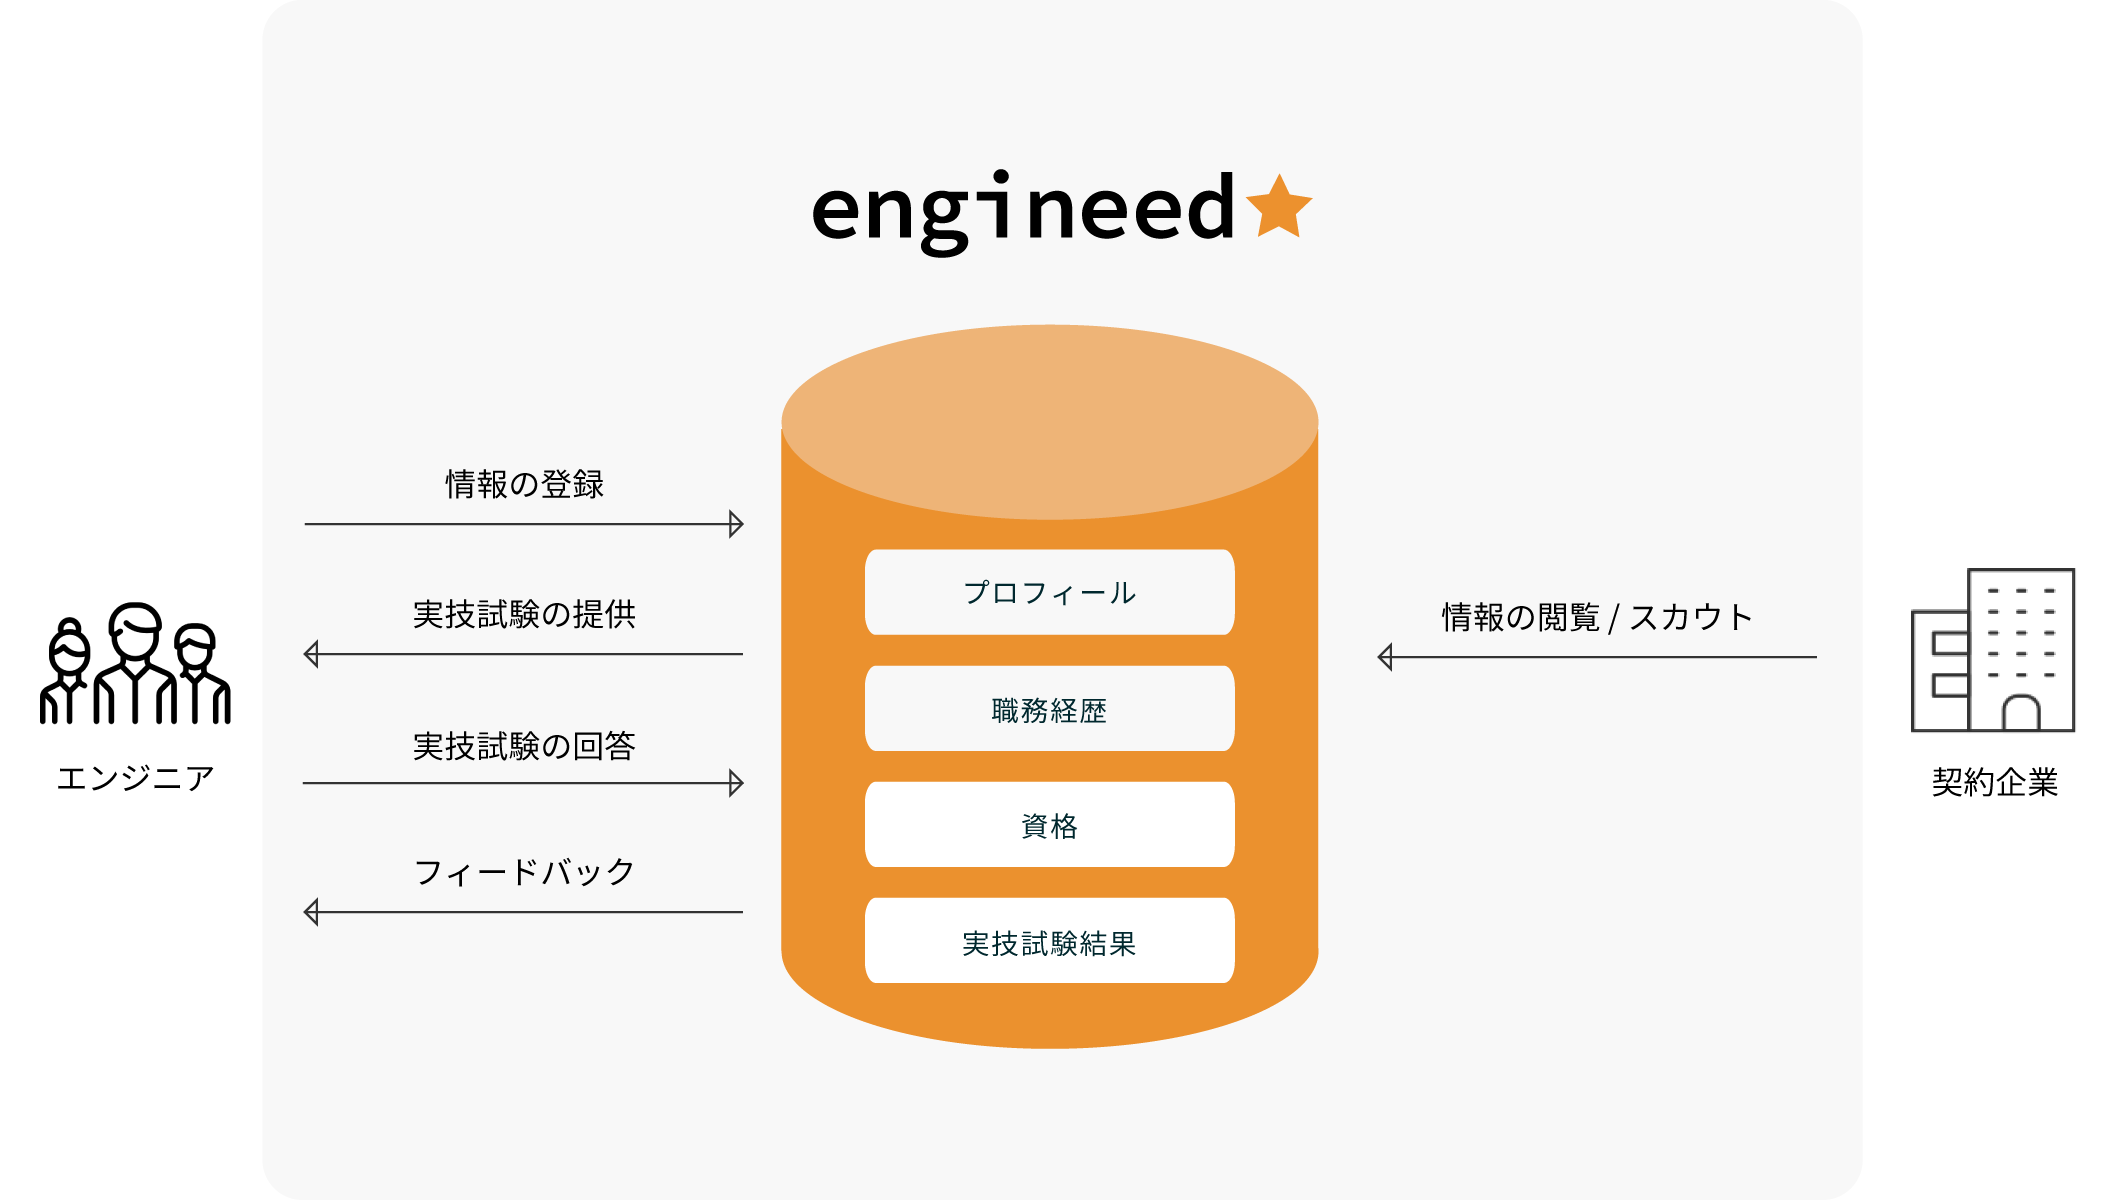 engineed
情報の登録
実技試験の提供
実技試験の回答
フィードバック
エンジニア
プロフィール
職務経歴
資格
実技試験結果
情報の閲覧 / スカウト
契約企業